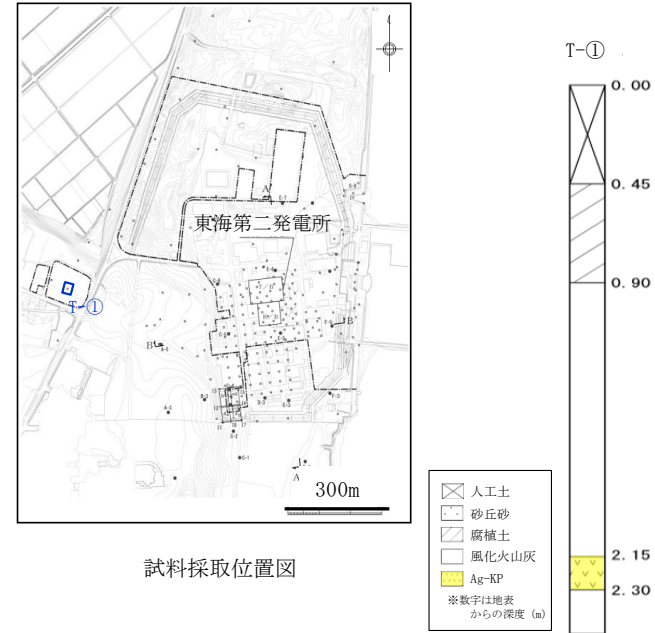 東海第二発電所
T-①
A
B
B
A
300m
試料採取位置図
人工土
砂丘砂
腐植土
風化火山灰
Ag-KP
※数字は地表
からの深度 (m)
T-①
0.00
0.45
0.90
2.15
2.30